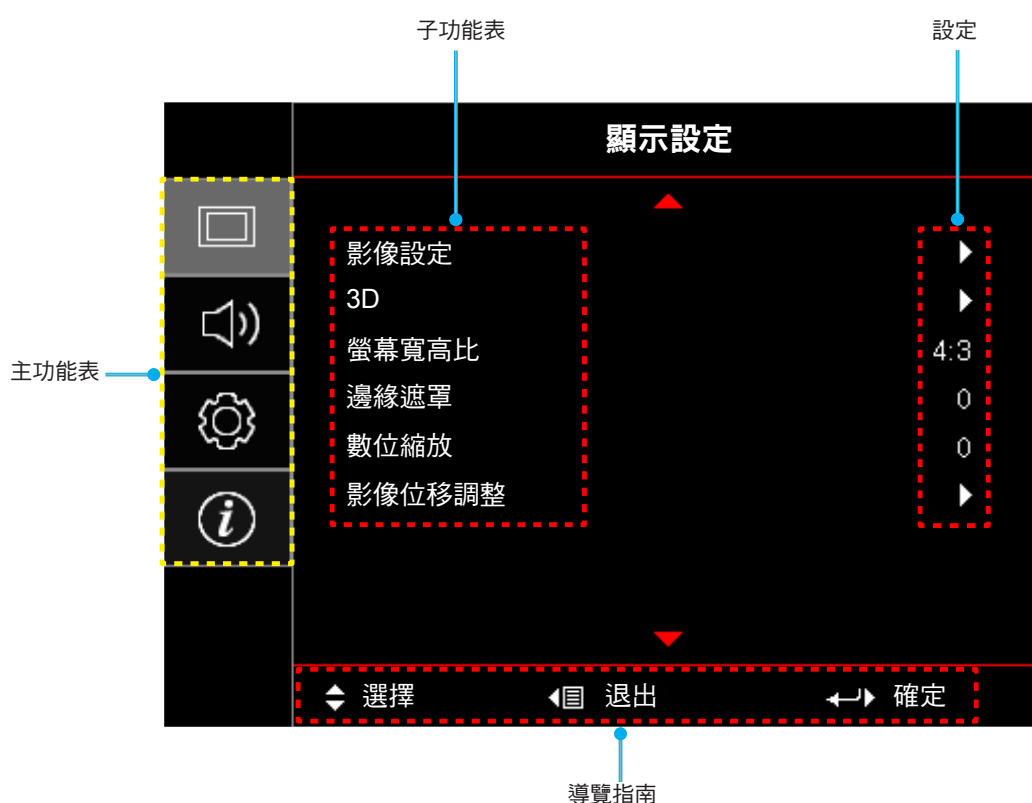 子功能表 設定
顯示設定
影像設定
3D
螢幕寬高比 4:3
主功能表
邊緣遮罩 0
數位縮放 0
影像位移調整
選擇 退出 確定
導覽指南